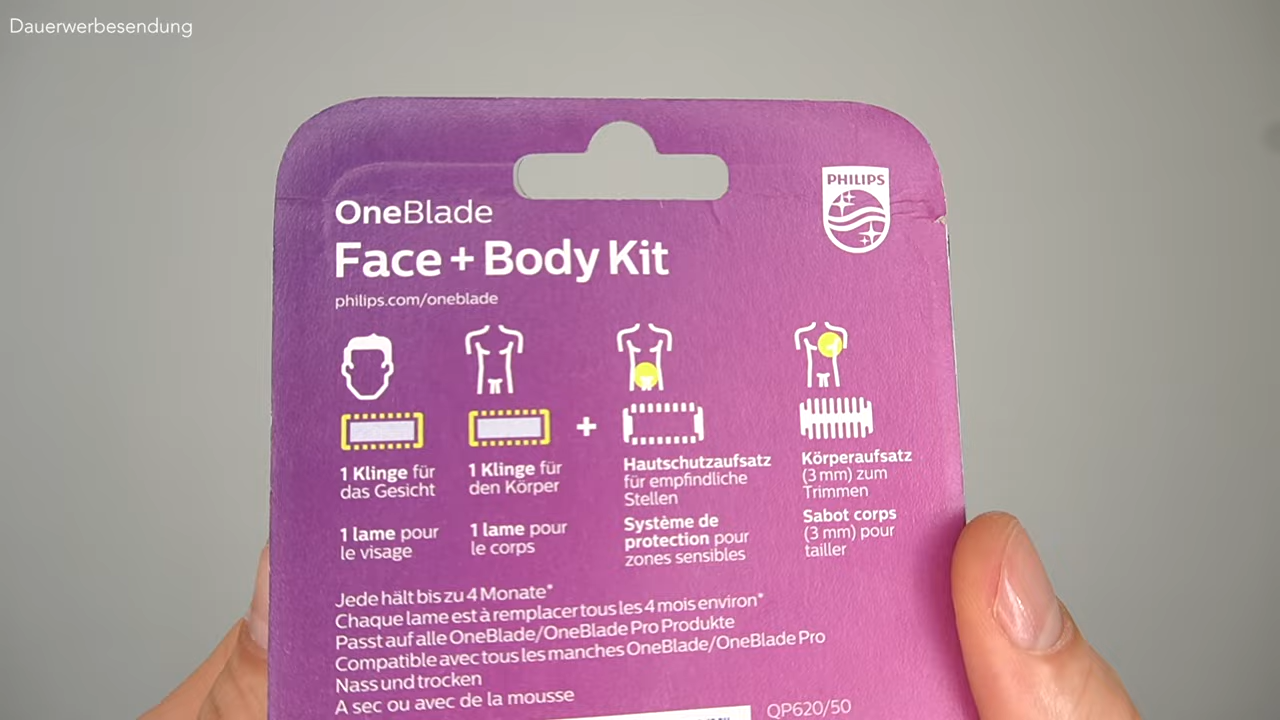 Dauerwerbesendung
PHILIPS
OneBlade
Face + Body Kit
philips.com/oneblade
1 Klinge für
das Gesicht
1 lame pour
le visage
1 Klinge für
den Körper
1 lame pour
le corps
+
Hautschutzaufsatz
für empfindliche
Stellen
Système de
protection pour
zones sensibles
Körperaufsatz
(3 mm) zum
Trimmen
Sabot corps
(3 mm) pour
tailler
Jede hält bis zu 4 Monate*
Chaque lame est à remplacer tous les 4 mois environ*
Passt auf alle OneBlade/OneBlade Pro Produkte
Compatible avec tous les manches OneBlade/OneBlade Pro
Nass und trocken
A sec ou avec de la mousse
QP620/50